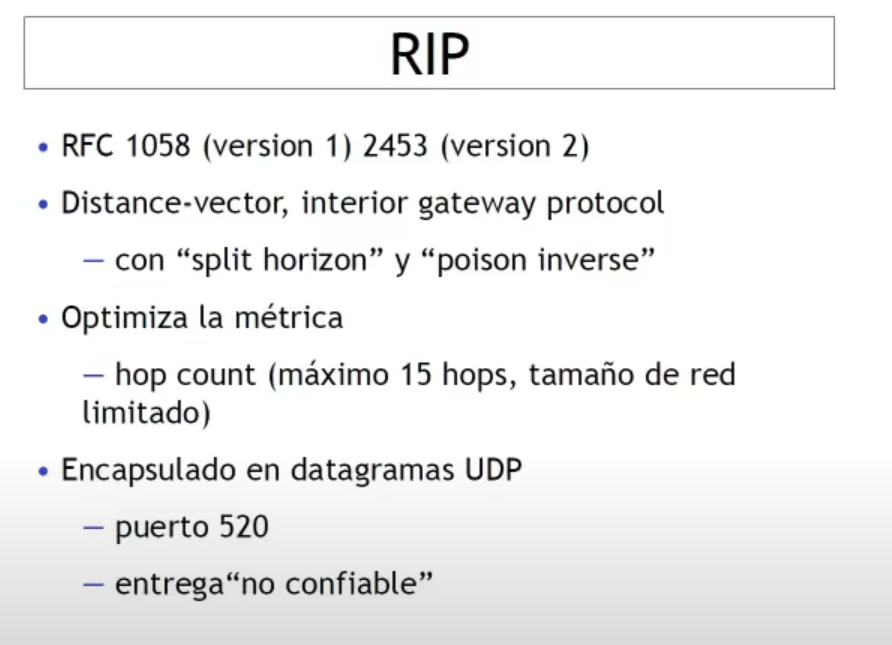 RIP
• RFC 1058 (version 1) 2453 (version 2)
• Distance-vector, interior gateway protocol
— con “split horizon” y “poison inverse”
• Optimiza la métrica
— hop count (máximo 15 hops, tamaño de red
limitado)
• Encapsulado en datagramas UDP
— puerto 520
— entrega“no confiable”